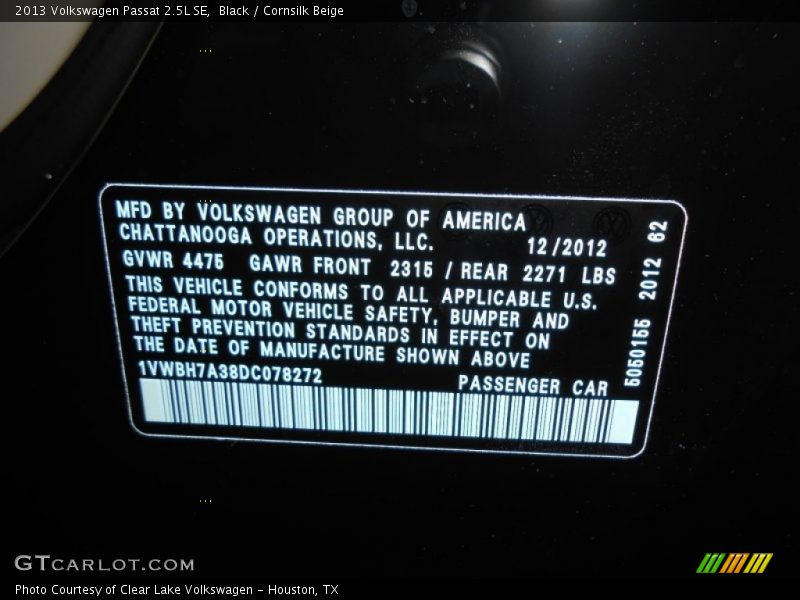 2013 Volkswagen Passat 2.5L SE,  Black / Cornsilk Beige
MFD BY VOLKSWAGEN GROUP OF AMERICA
CHATTANOOGA OPERATIONS, LLC.
12/2012
GVWR 4475 GAWR FRONT 2315 / REAR 2271 LBS
THIS VEHICLE CONFORMS TO ALL APPLICABLE U.S.
FEDERAL MOTOR VEHICLE SAFETY, BUMPER AND
THEFT PREVENTION STANDARDS IN EFFECT ON
THE DATE OF MANUFACTURE SHOWN ABOVE
1VWBH7A38DC078272
PASSENGER CAR
5050155 2012 62
GTCARLOT.COM
Photo Courtesy of Clear Lake Volkswagen – Houston, TX